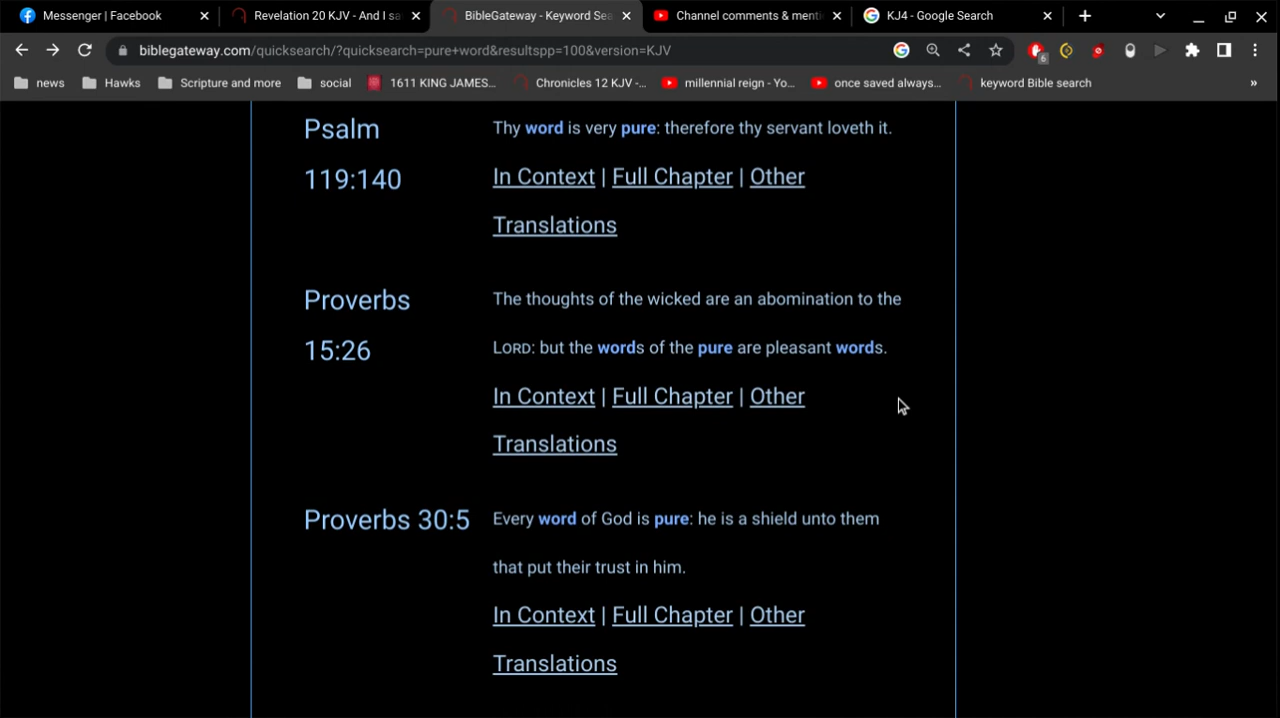 Messenger | Facebook
Revelation 20 KJV - And I sa
BibleGateway - Keyword Sea
Channel comments & menti
KJ4 - Google Search
biblegateway.com/quicksearch/?quicksearch=pure+word&resultspp=100&version=KJV
6
news
Hawks
Scripture and more
social
1611 KING JAMES...
Chronicles 12 KJV -...
millennial reign - Yo...
once saved always...
keyword Bible search
»
Psalm
119:140
Thy word is very pure: therefore thy servant loveth it.
In Context | Full Chapter | Other
Translations
Proverbs
15:26
The thoughts of the wicked are an abomination to the
LORD: but the words of the pure are pleasant words.
In Context | Full Chapter | Other
Translations
Proverbs 30:5
Every word of God is pure: he is a shield unto them
that put their trust in him.
In Context | Full Chapter | Other
Translations